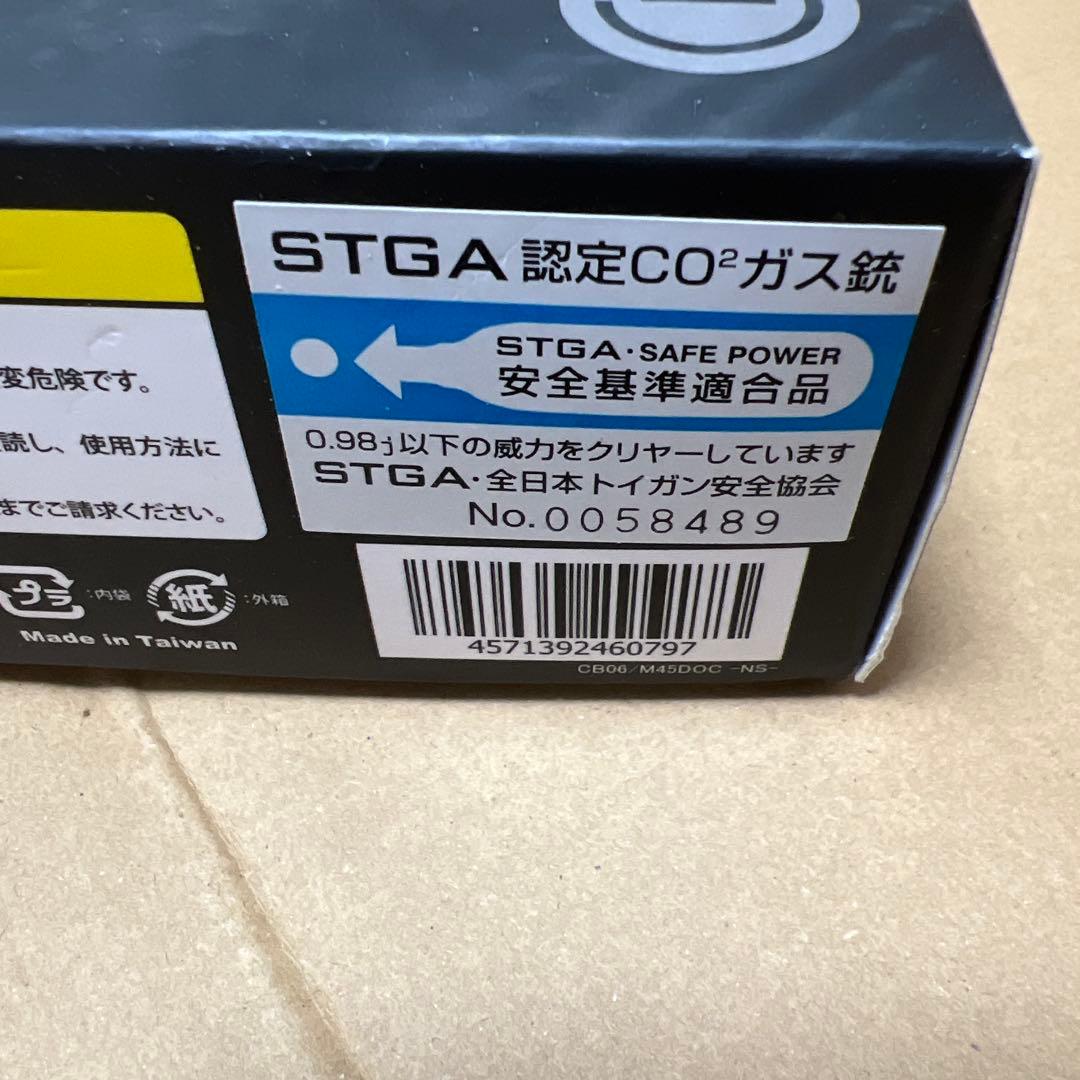 変危険です。
読し、使用方法に
までご請求ください。
プラ :内袋
紙 :外箱
Made in Taiwan
STGA 認定CO²ガス銃
STGA・SAFE POWER
安全基準適合品
0.98j以下の威力をクリヤーしています
STGA・全日本トイガン安全協会
No.0058489
4571392460797
CB06/M45DOC -NS-